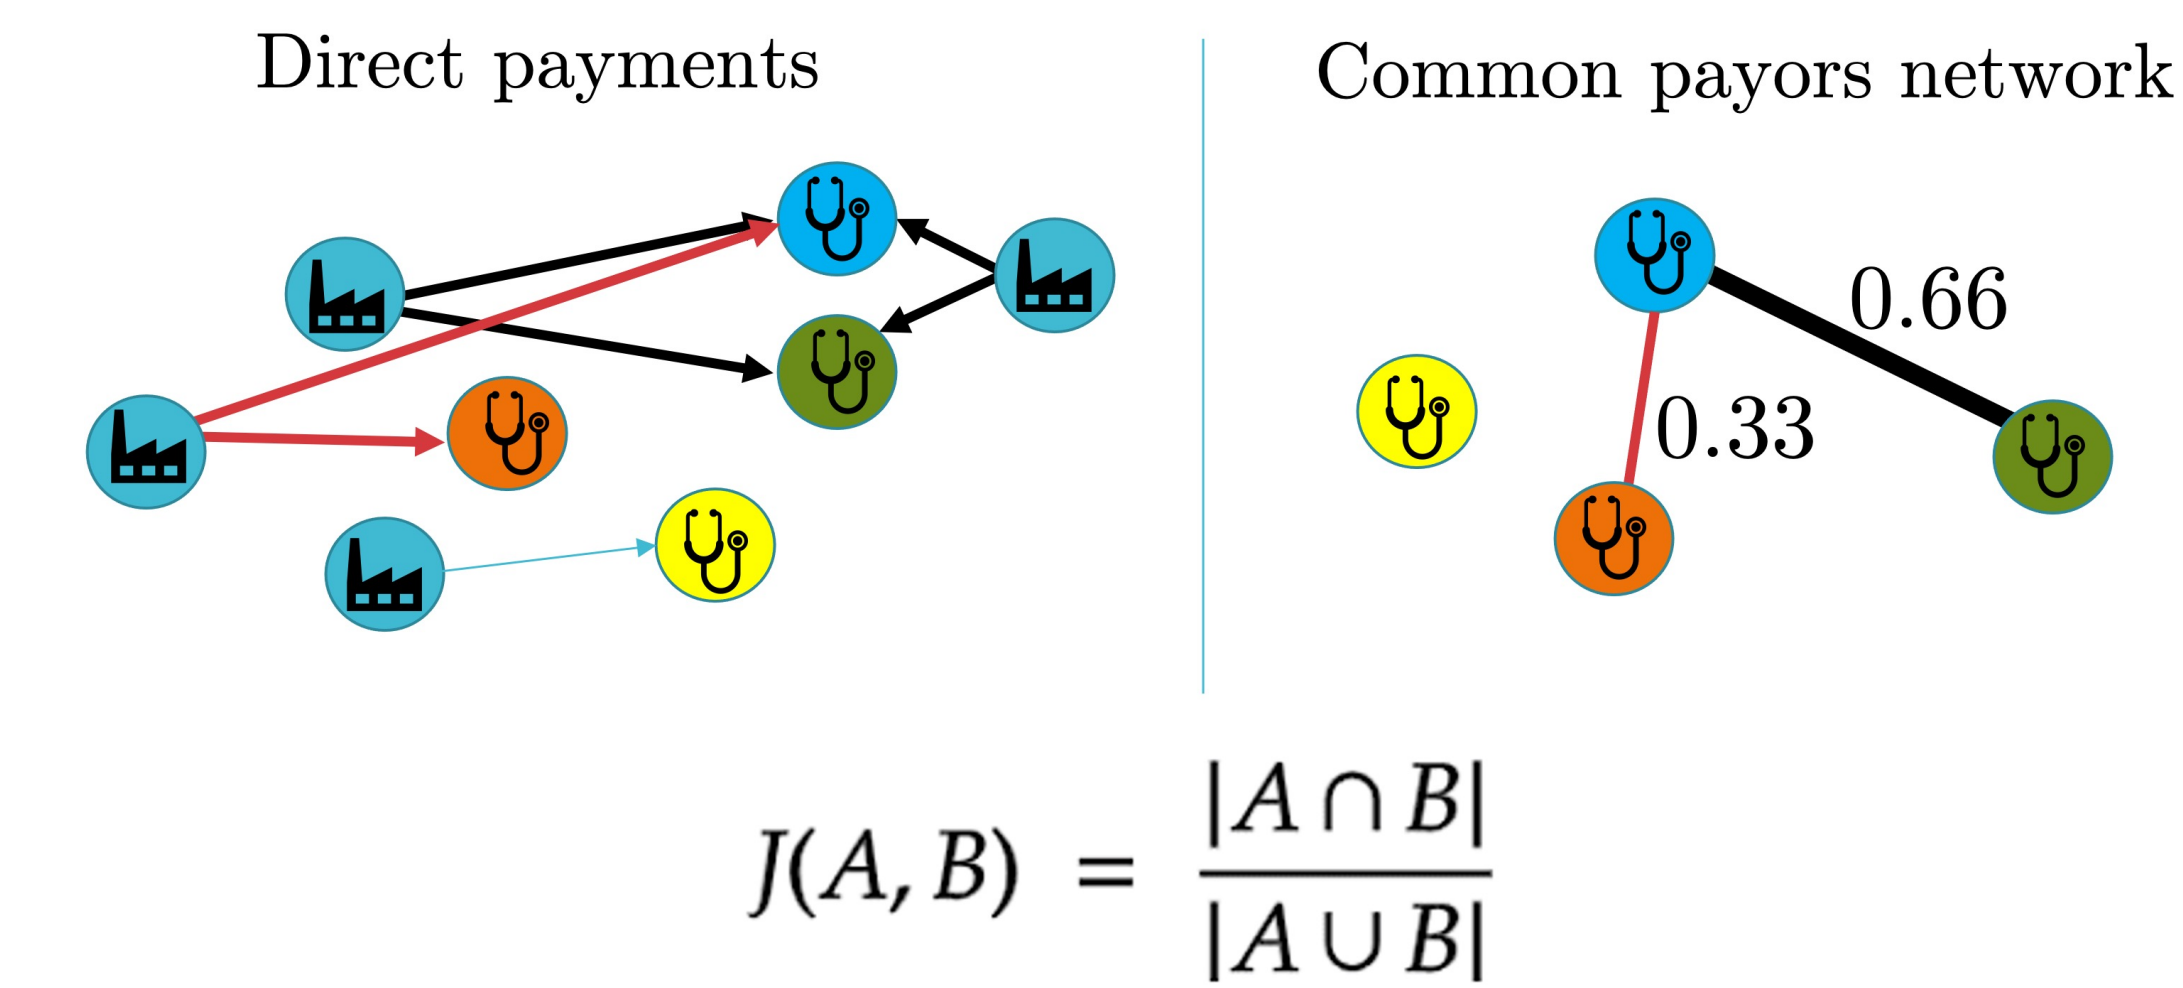 Direct payments
Common payors network
0.66
0.33
J(A, B) = |A ∩ B| / |A ∪ B|